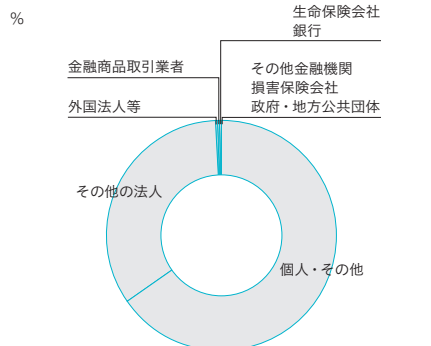 %
生命保険会社
銀行
金融商品取引業者
その他金融機関
損害保険会社
政府・地方公共団体
外国法人等
その他の法人
個人・その他